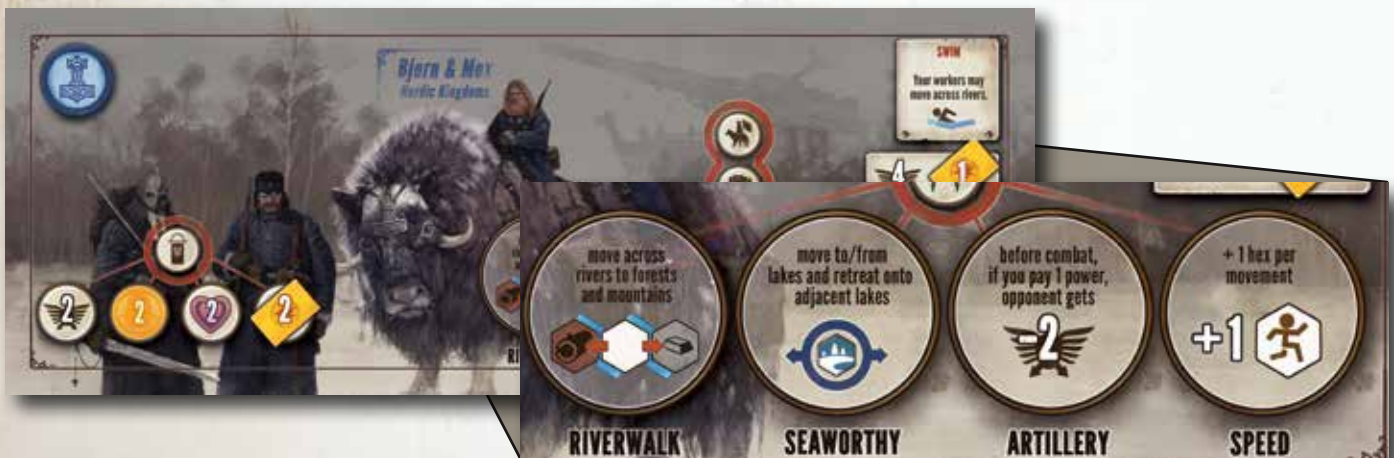 Bjorn & Mox
Nordic Kingdoms
SWIM
Your workers may
move across rivers.
4
1
2
2
2
2
move across
rivers to forests
and mountains
RIVERWALK
move to/from
lakes and retreat onto
adjacent lakes
SEAWORTHY
before combat,
if you pay 1 power,
opponent gets
-2
ARTILLERY
+ 1 hex per
movement
+1
SPEED